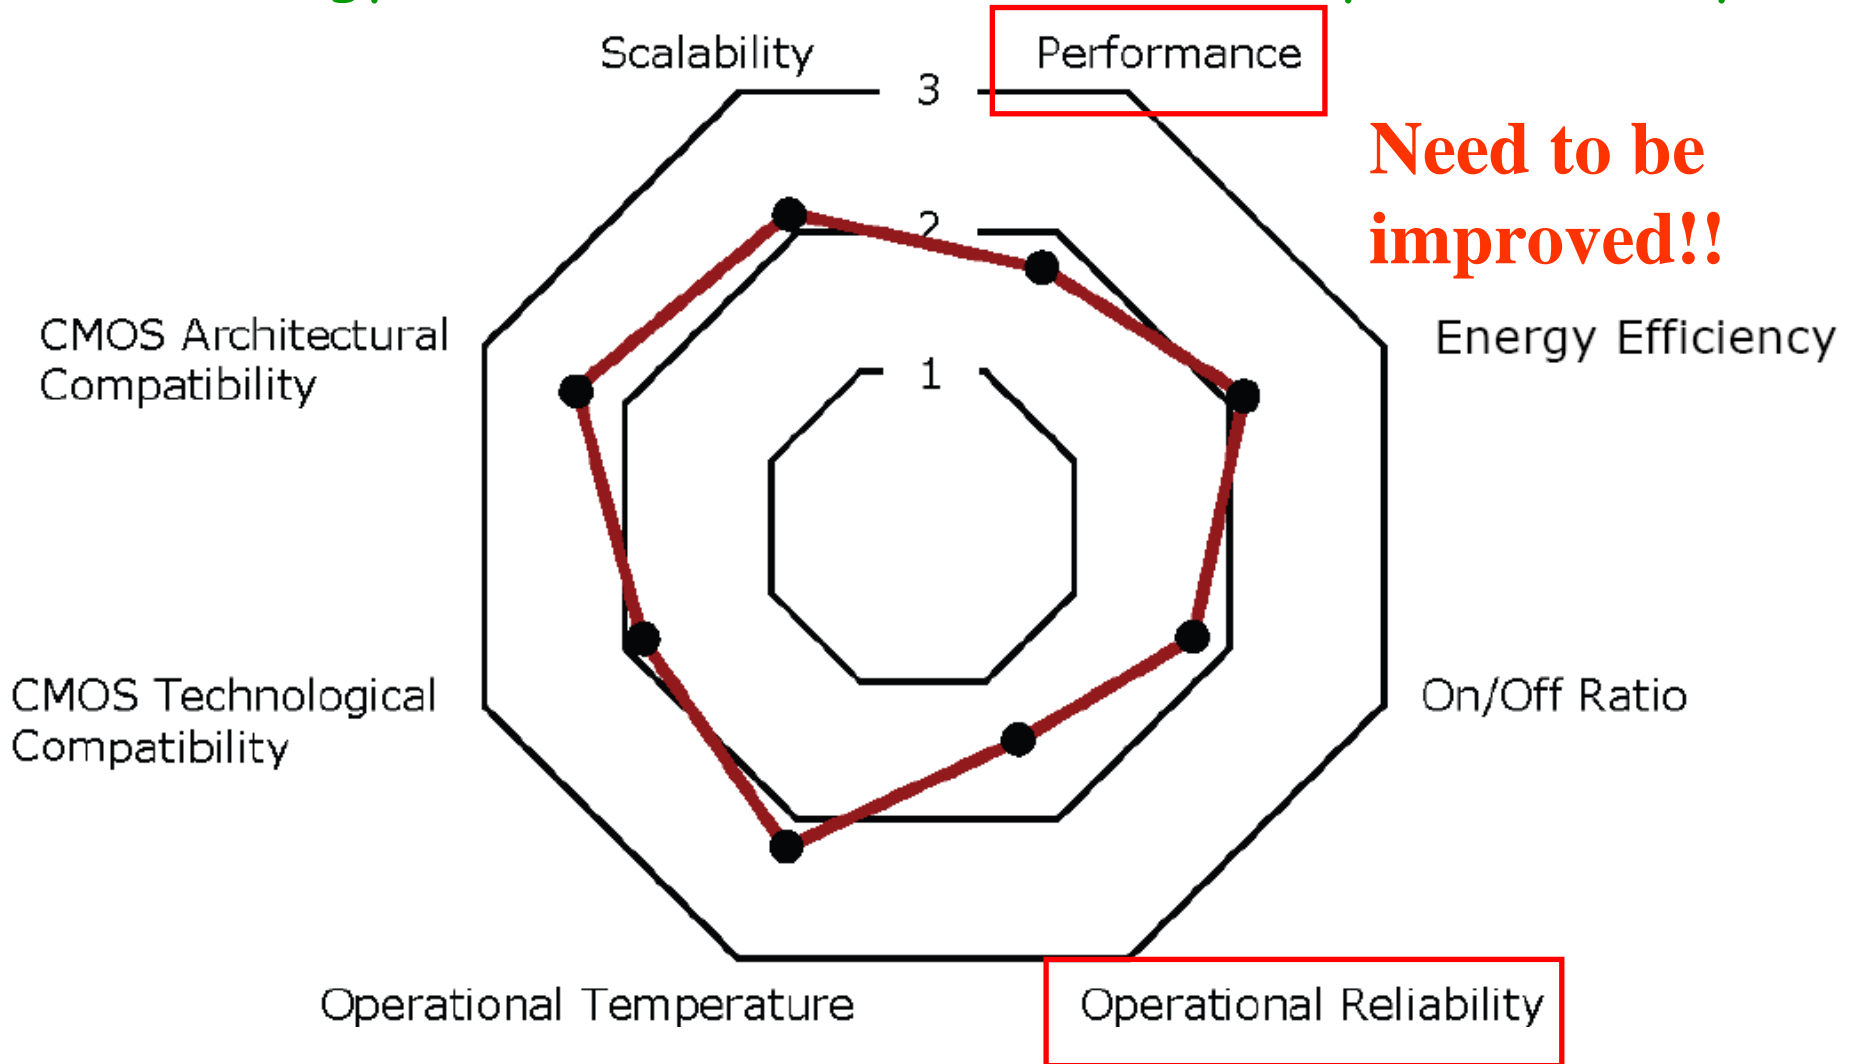 Scalability
Performance
3
Need to be
improved!!
2
CMOS Architectural
Compatibility
Energy Efficiency
1
CMOS Technological
Compatibility
On/Off Ratio
Operational Temperature
Operational Reliability